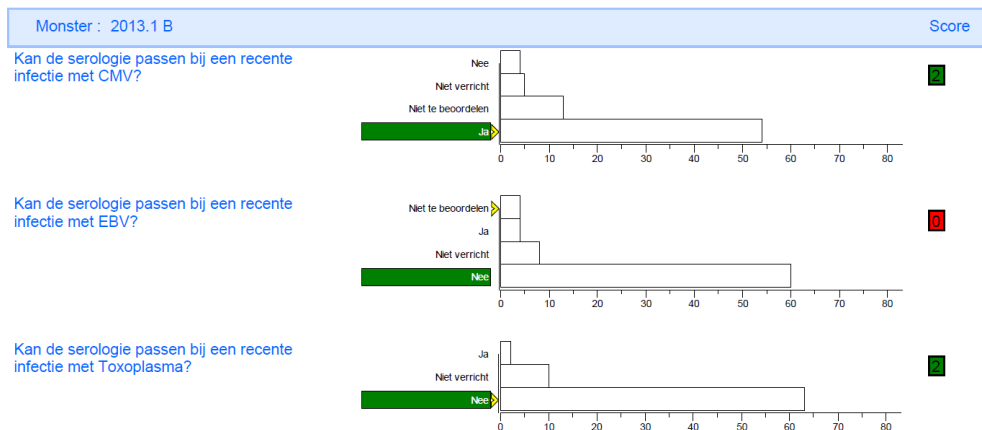 Monster : 2013.1 B Score
Kan de serologie passen bij een recente
infectie met CMV?
2
Nee
Niet verricht
Niet te beoordelen
Ja
0 10 20 30 40 50 60 70 80
Kan de serologie passen bij een recente
infectie met EBV?
0
Niet te beoordelen
Ja
Niet verricht
Nee
0 10 20 30 40 50 60 70 80
Kan de serologie passen bij een recente
infectie met Toxoplasma?
2
Ja
Niet verricht
Nee
0 10 20 30 40 50 60 70 80